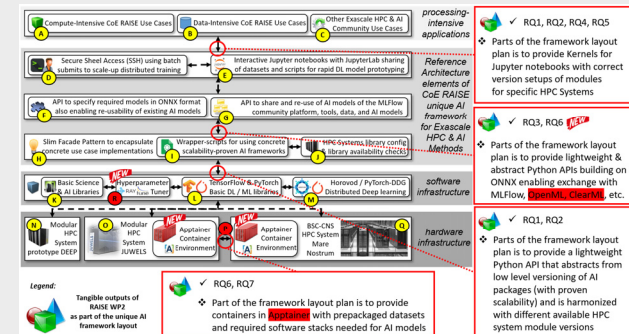 Compute-Intensive CoE RAISE Use Cases
Data-Intensive CoE RAISE Use Cases
Other Exascale HPC & AI
Community Use Cases
A
B
C
processing-
intensive
applications
Secure Sheel Access (SSH) using batch
submits to scale-up distributed training
D
Interactive Jupyter notebooks with JupyterLab sharing
of datasets and scripts for rapid DL model prototyping
E
API to specify required models in ONNX format
also enabling re-usability of existing AI models
F
API to share and re-use of AI models of the MLFlow
community platform, tools, data, and AI models
G
Slim Facade Pattern to encapsulate
concrete use case implementations
H
Wrapper-scripts for using concrete
scalability-proven AI frameworks
I
HPC Systems library config
& library availability checks
J
Reference
Architecture
elements of
CoE RAISE
unique AI
framework
for Exascale
HPC & AI
Methods
Basic Science
& AI Libraries
K
NEW
Hyperparameter
RAY
Tuner
TensorFlow & PyTorch
Basic DL / ML libraries
L
Horovod / PyTorch-DDG
Distributed Deep learning
M
software
infrastructure
N
Modular
HPC
System
prototype DEEP
O
Modular
HPC
System
JUWELS
NEW
Apptainer
Container
Environment
P
NEW
Apptainer
Container
Environment
BSC-CNS
HPC System
Mare
Nostrum
Q
hardware
infrastructure
Legend:
Tangible outputs of
RAISE WP2
as part of the unique AI
framework layout
✓ RQ6, RQ7
❖ Part of the framework layout plan is to provide
containers in Apptainer with prepackaged datasets
and required software stacks needed for AI models
✓ RQ1, RQ2, RQ4, RQ5
❖ Parts of the framework layout
plan is to provide Kernels for
Jupyter notebooks with correct
version setups of modules
for specific HPC Systems
✓ RQ3, RQ6 NEW
❖ Parts of the framework layout
plan is to provide lightweight &
abstract Python APIs building on
ONNX enabling exchange with
MLFlow, OpenML, ClearML, etc.
✓ RQ1, RQ2
❖ Parts of the framework layout
plan is to provide a lightweight
Python API that abstracts from
low level versioning of AI
packages (with proven
scalability) and is harmonized
with different available HPC
system module versions